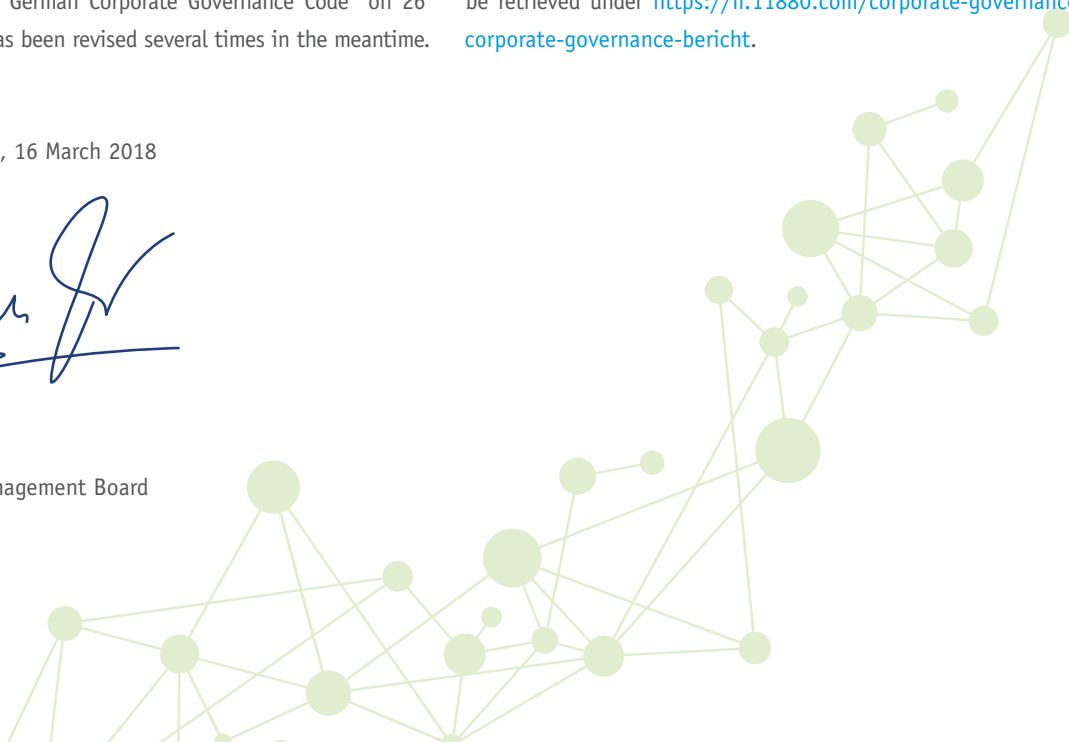 German Corporate Governance Code" on 26
as been revised several times in the meantime.
be retrieved under https://ir.11880.com/corporate-governance
corporate-governance-bericht.
, 16 March 2018
nagement Board